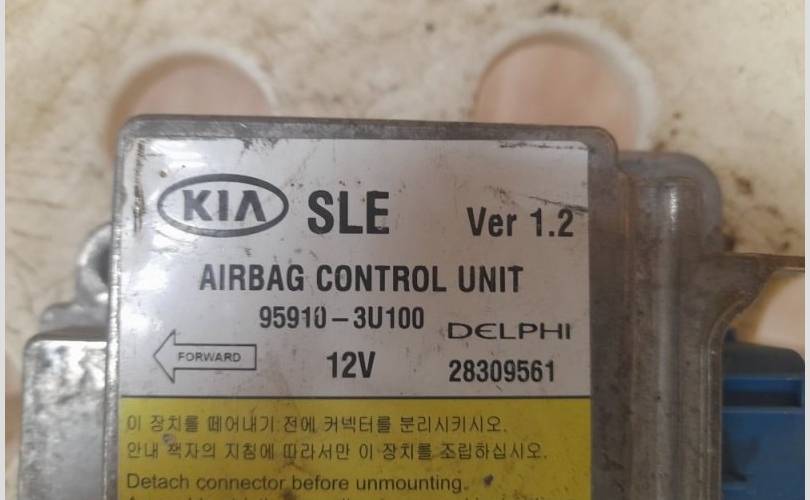 KIA SLE Ver 1.2
AIRBAG CONTROL UNIT
95910-3U100 DELPHI
FORWARD 12V 28309561
이 장치를 떼어내기 전에 커넥터를 분리시키시오.
안내 책자의 지침에 따라서만 이 장치를 조립하십시오.
Detach connector before unmounting.